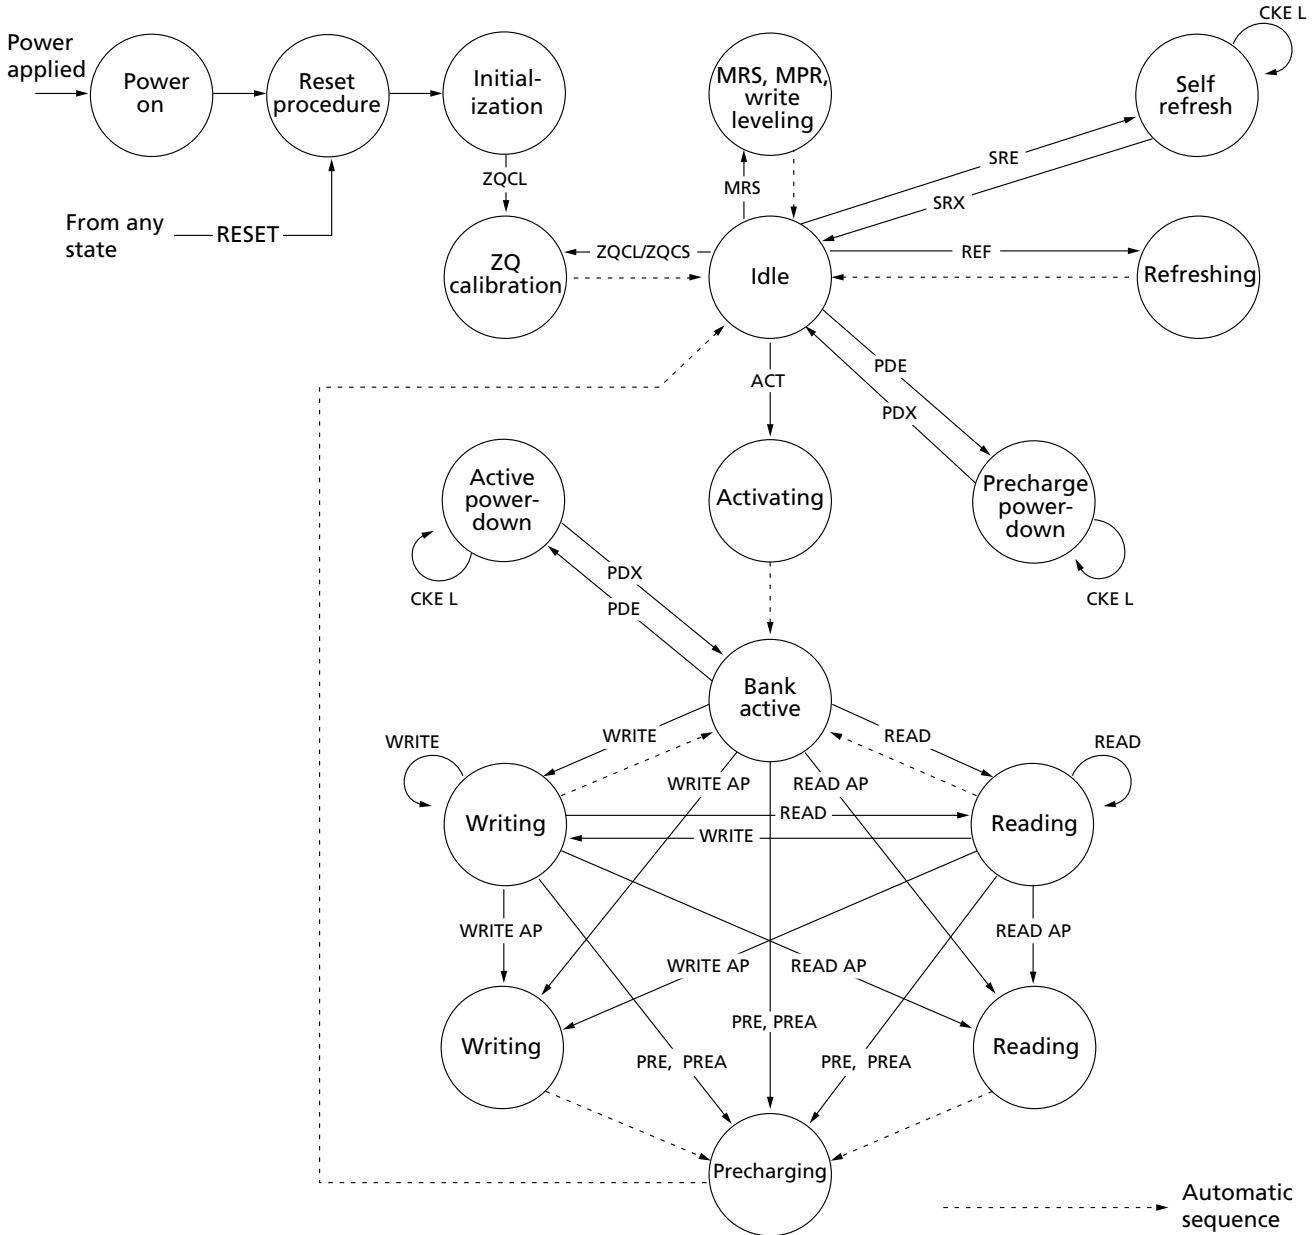 CKE L
Power
applied
Power
on
Reset
procedure
Initial-
ization
MRS, MPR,
write
leveling
Self
refresh
SRE
ZQCL
MRS
SRX
From any
state
RESET
ZQCL/ZQCS
REF
ZQ
calibration
Idle
Refreshing
PDE
ACT
PDX
Active
power-
down
Activating
Precharge
power-
down
PDX
CKE L
PDE
CKE L
Bank
active
WRITE
WRITE
READ
READ
WRITE AP
READ AP
Writing
READ
Reading
WRITE
WRITE AP
READ AP
WRITE AP
READ AP
PRE, PREA
Writing
Reading
PRE, PREA
PRE, PREA
Precharging
Automatic
sequence